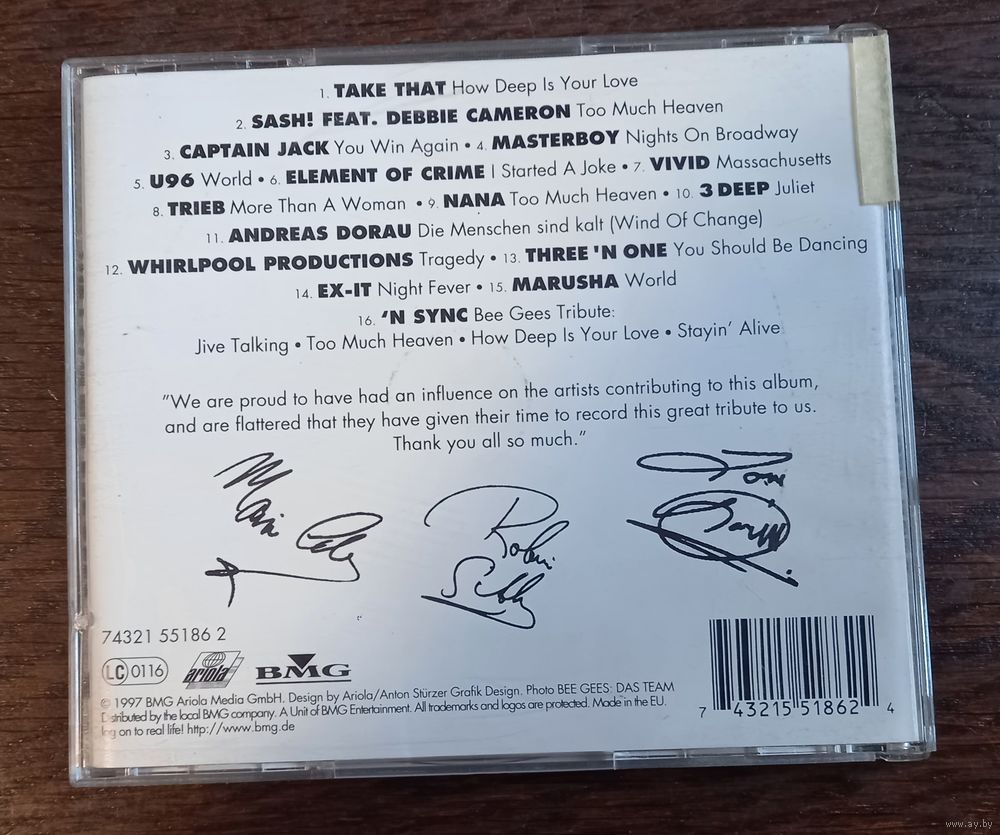 1. TAKE THAT How Deep Is Your Love
2. SASH! FEAT. DEBBIE CAMERON Too Much Heaven
3. CAPTAIN JACK You Win Again • 4. MASTERBOY Nights On Broadway
5. U96 World • 6. ELEMENT OF CRIME I Started A Joke • 7. VIVID Massachusetts
8. TRIEB More Than A Woman • 9. NANA Too Much Heaven • 10. 3 DEEP Juliet
11. ANDREAS DORAU Die Menschen sind kalt (Wind Of Change)
12. WHIRLPOOL PRODUCTIONS Tragedy • 13. THREE 'N ONE You Should Be Dancing
14. EX-IT Night Fever • 15. MARUSHA World
16. 'N SYNC Bee Gees Tribute:
Jive Talking • Too Much Heaven • How Deep Is Your Love • Stayin' Alive
"We are proud to have had an influence on the artists contributing to this album,
and are flattered that they have given their time to record this great tribute to us.
Thank you all so much."
Robin
74321 55186 2
LC 0116 ariola BMG
© 1997 BMG Ariola Media GmbH. Design by Ariola/Anton Stürzer Grafik Design. Photo BEE GEES: DAS TEAM
Distributed by the local BMG company. A Unit of BMG Entertainment. All trademarks and logos are protected. Made in the EU.
log on to real life! http://www.bmg.de
7 43215 51862 4
www.ay.by